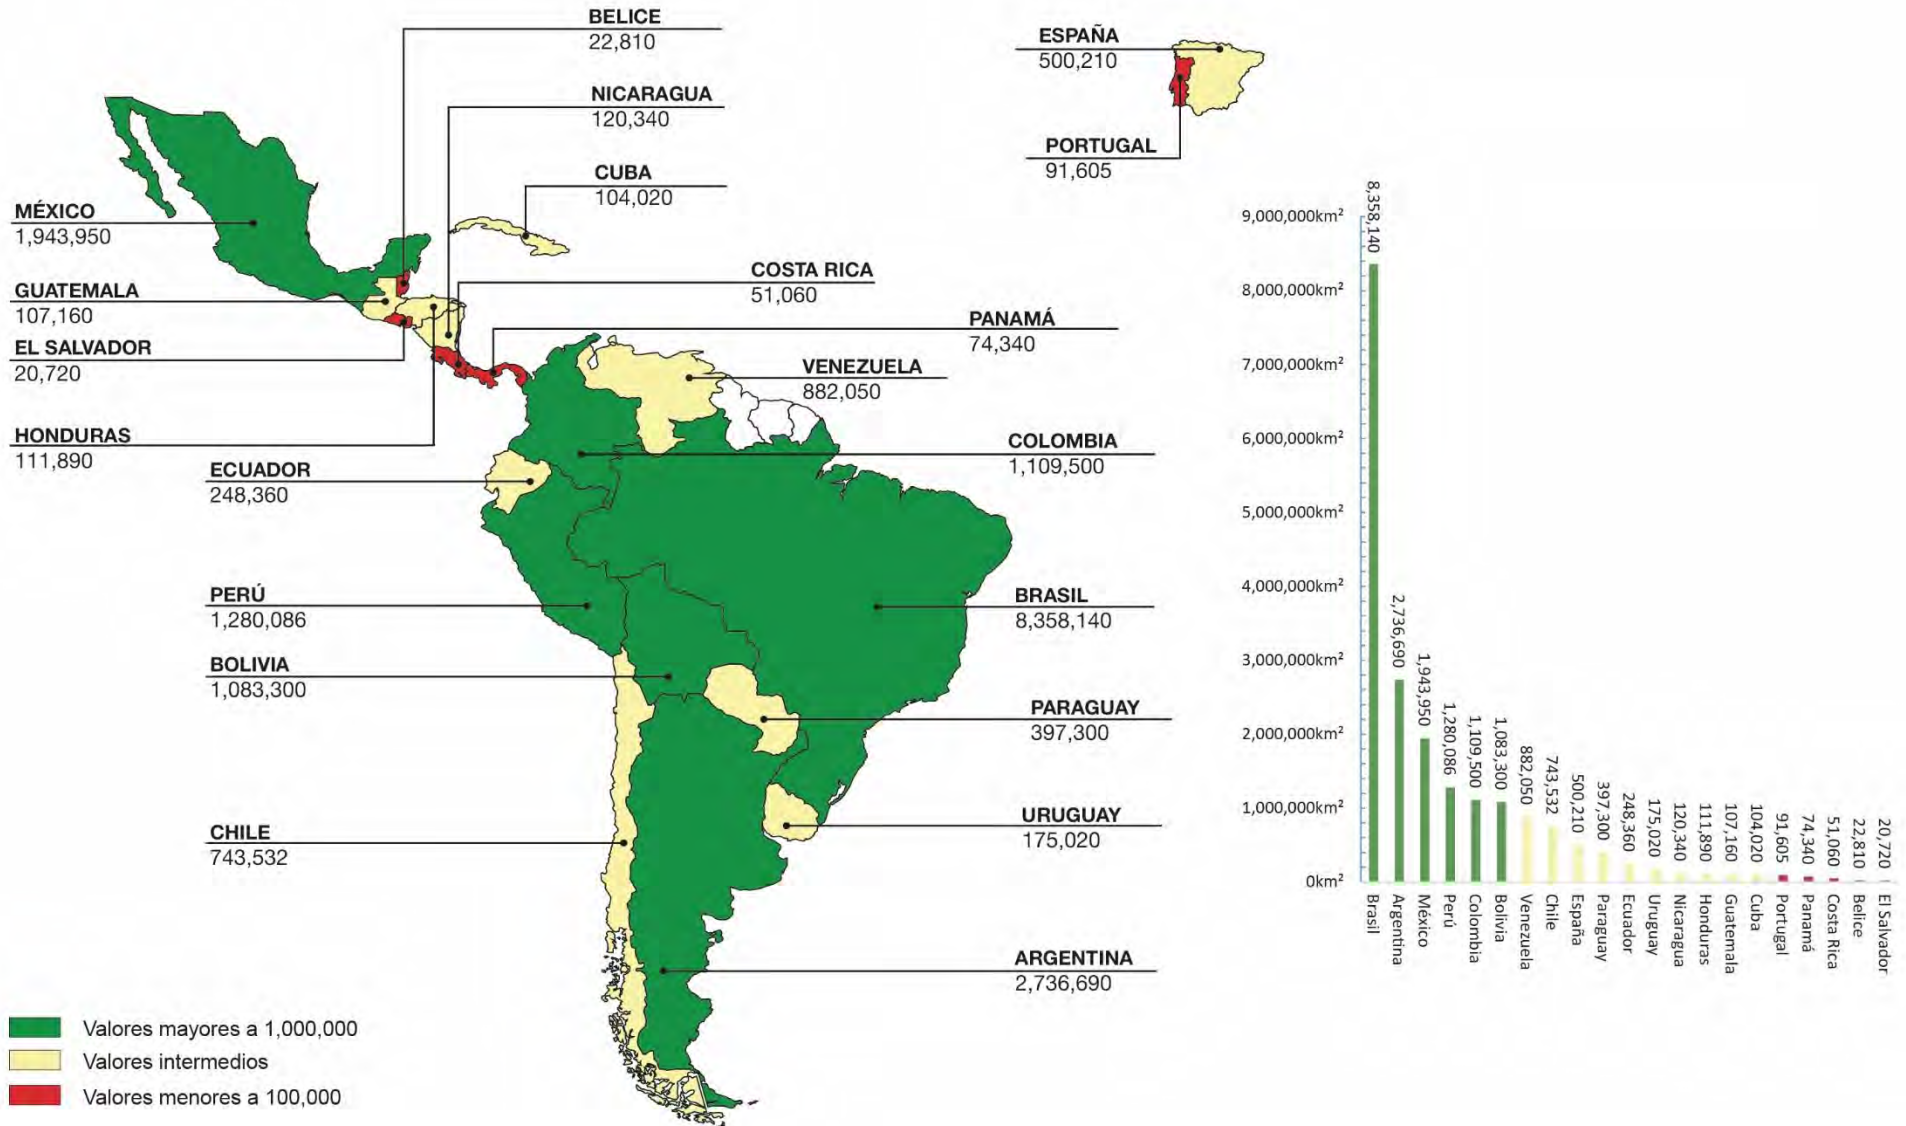 BELICE
22,810
NICARAGUA
120,340
CUBA
104,020
MÉXICO
1,943,950
COSTA RICA
51,060
GUATEMALA
107,160
PANAMÁ
74,340
EL SALVADOR
20,720
VENEZUELA
882,050
HONDURAS
111,890
COLOMBIA
1,109,500
ECUADOR
248,360
PERÚ
1,280,086
BRASIL
8,358,140
BOLIVIA
1,083,300
PARAGUAY
397,300
CHILE
743,532
URUGUAY
175,020
ARGENTINA
2,736,690
ESPAÑA
500,210
PORTUGAL
91,605
Valores mayores a 1,000,000
Valores intermedios
Valores menores a 100,000
9,000,000km²
8,000,000km²
7,000,000km²
6,000,000km²
5,000,000km²
4,000,000km²
3,000,000km²
2,000,000km²
1,000,000km²
0km²
8,358,140
2,736,690
1,943,950
1,280,086
1,109,500
1,083,300
882,050
743,532
500,210
397,300
248,360
175,020
120,340
111,890
107,160
104,020
91,605
74,340
51,060
22,810
20,720
Brasil
Argentina
México
Perú
Colombia
Bolivia
Venezuela
Chile
España
Paraguay
Ecuador
Uruguay
Nicaragua
Honduras
Guatemala
Cuba
Portugal
Panamá
Costa Rica
Belice
El Salvador